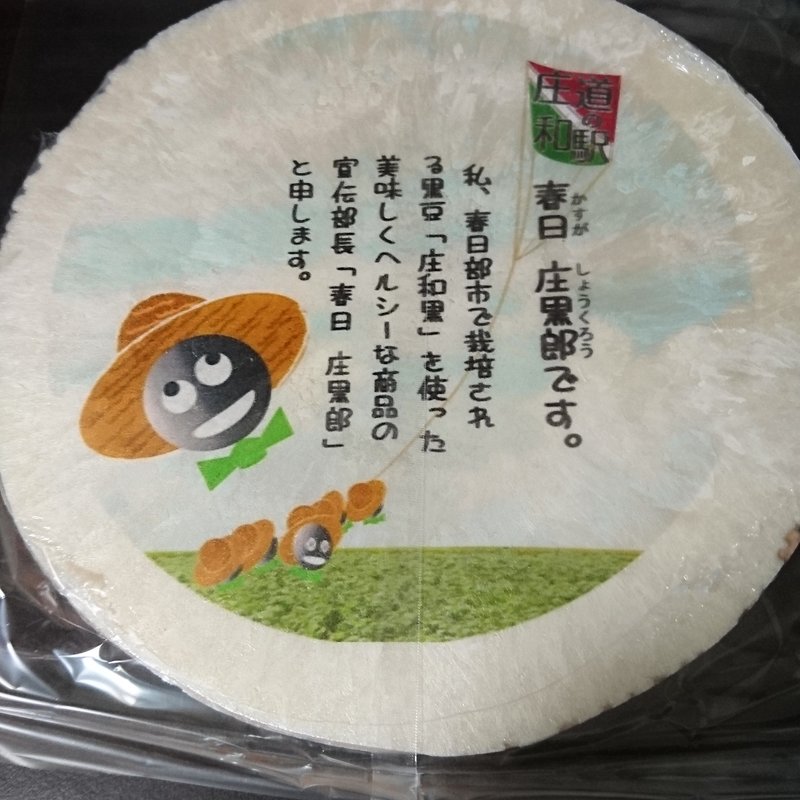 道の駅
庄和
春日 庄黒郎です。
かすが しょうくろう
私、春日部市で栽培され
る黒豆「庄和黒」を使った
美味しくヘルシーな商品の
宣伝部長「春日 庄黒郎」
と申します。